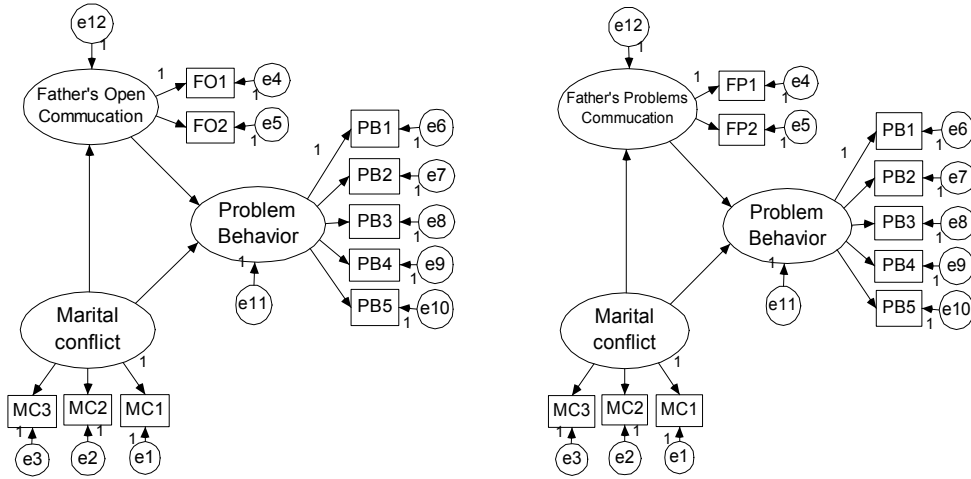 e12
1
Father's Open
Commucation
1
FO1
1
e4
FO2
1
e5
1
PB1
1
e6
PB2
1
e7
PB3
1
e8
PB4
1
e9
PB5
1
e10
Problem
Behavior
1
e11
Marital
conflict
1
MC3
MC2
MC1
1
1
1
e3
e2
e1
e12
1
Father's Problems
Commucation
1
FP1
1
e4
FP2
1
e5
1
PB1
1
e6
PB2
1
e7
PB3
1
e8
PB4
1
e9
PB5
1
e10
Problem
Behavior
1
e11
Marital
conflict
1
MC3
MC2
MC1
1
1
1
e3
e2
e1